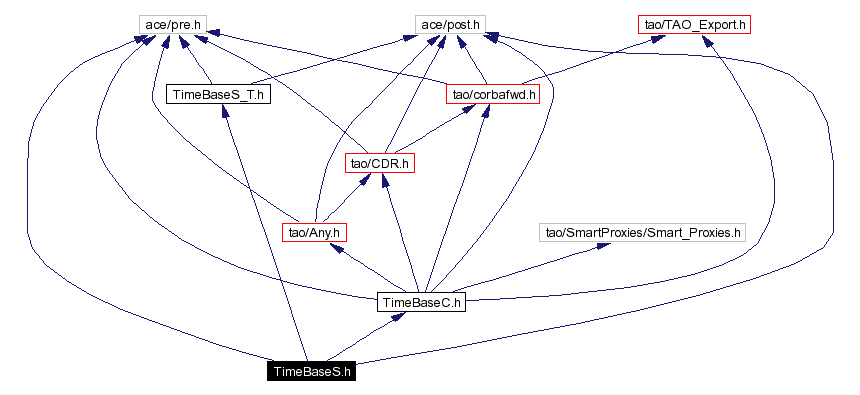 ace/pre.h
ace/post.h
tao/TAO_Export.h
TimeBaseS_T.h
tao/corbafwd.h
tao/CDR.h
tao/Any.h
tao/SmartProxies/Smart_Proxies.h
TimeBaseC.h
TimeBaseS.h